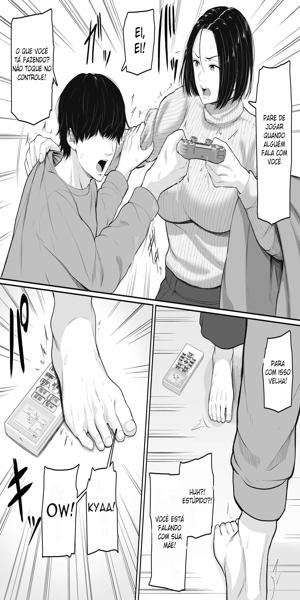 EI,
EI!
O QUE VOCÊ
TÁ FAZENDO?
NÃO TOQUE NO
CONTROLE!
PARE DE
JOGAR
QUANDO
ALGUÉM
FALA COM
VOCÊ
PARA
COM ISSO
VELHA!
OW!
KYAA!
HUH?!
ESTÚPIDO?!
VOCÊ ESTÁ
FALANDO
COM SUA
MÃE!